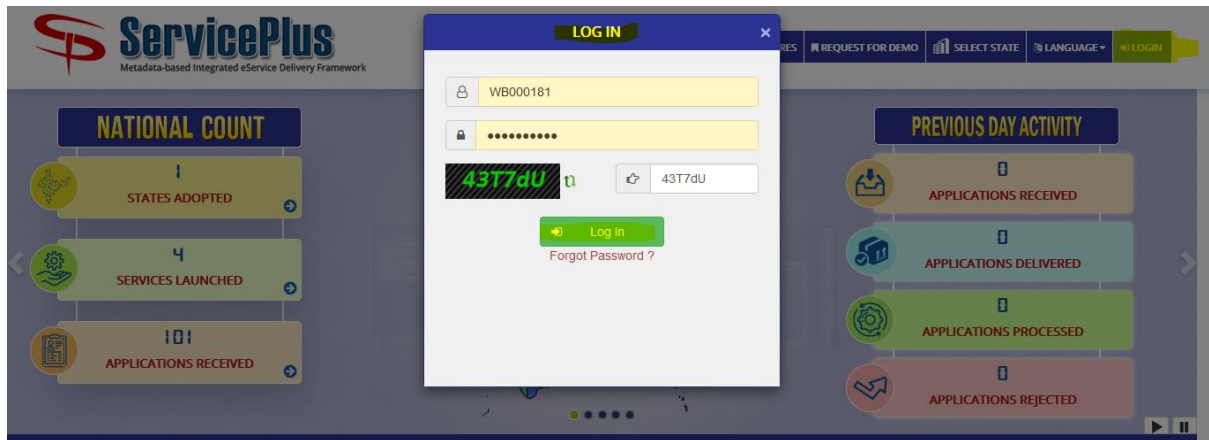 ServicePlus
Metadata-based Integrated eService Delivery Framework
RES REQUEST FOR DEMO SELECT STATE LANGUAGE LOGIN
LOG IN ×
WB000181
••••••••••
43T7dU 43T7dU
Log In
Forgot Password ?
NATIONAL COUNT
1
STATES ADOPTED
4
SERVICES LAUNCHED
101
APPLICATIONS RECEIVED
PREVIOUS DAY ACTIVITY
0
APPLICATIONS RECEIVED
0
APPLICATIONS DELIVERED
0
APPLICATIONS PROCESSED
0
APPLICATIONS REJECTED